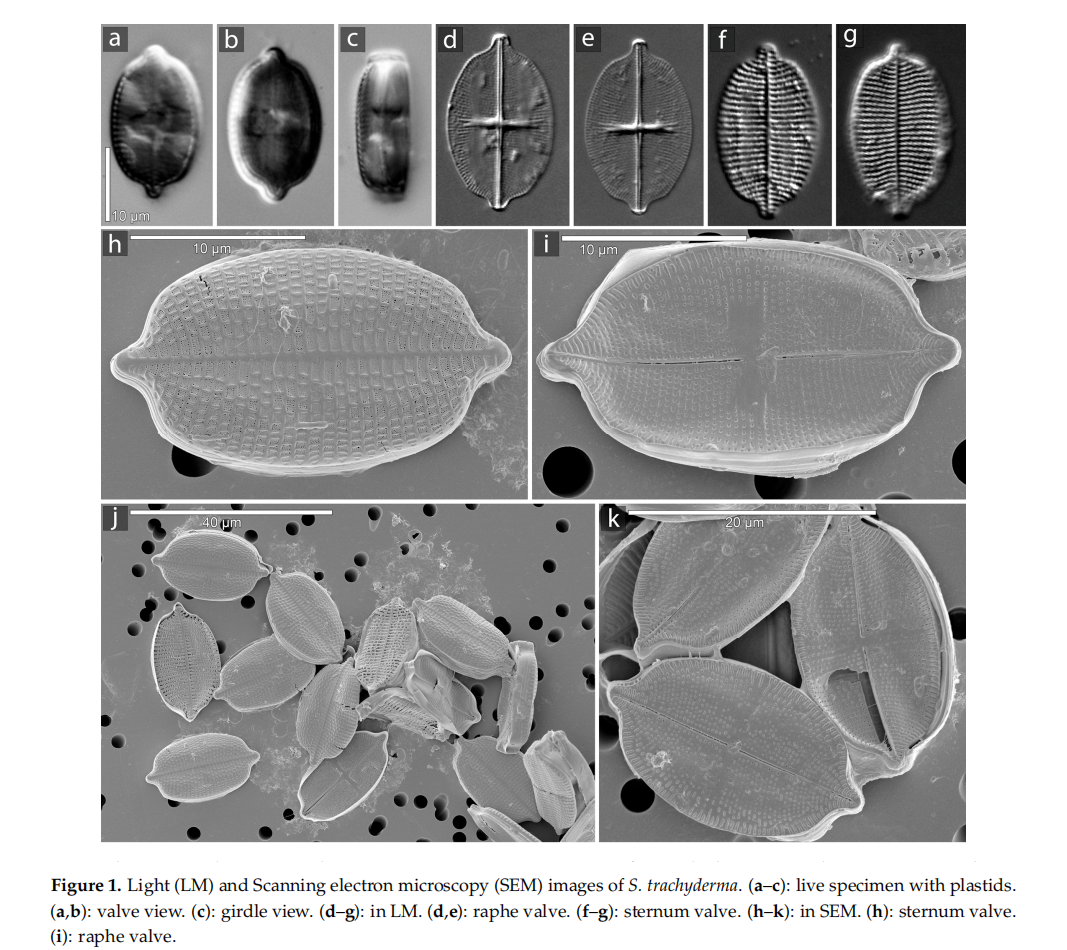 a b c d e f g
10 µm
h i
10 µm 10 µm
j k
40 µm 20 µm
Figure 1. Light (LM) and Scanning electron microscopy (SEM) images of S. trachyderma. (a–c): live specimen with plastids.
(a,b): valve view. (c): girdle view. (d–g): in LM. (d,e): raphe valve. (f–g): sternum valve. (h–k): in SEM. (h): sternum valve.
(i): raphe valve.